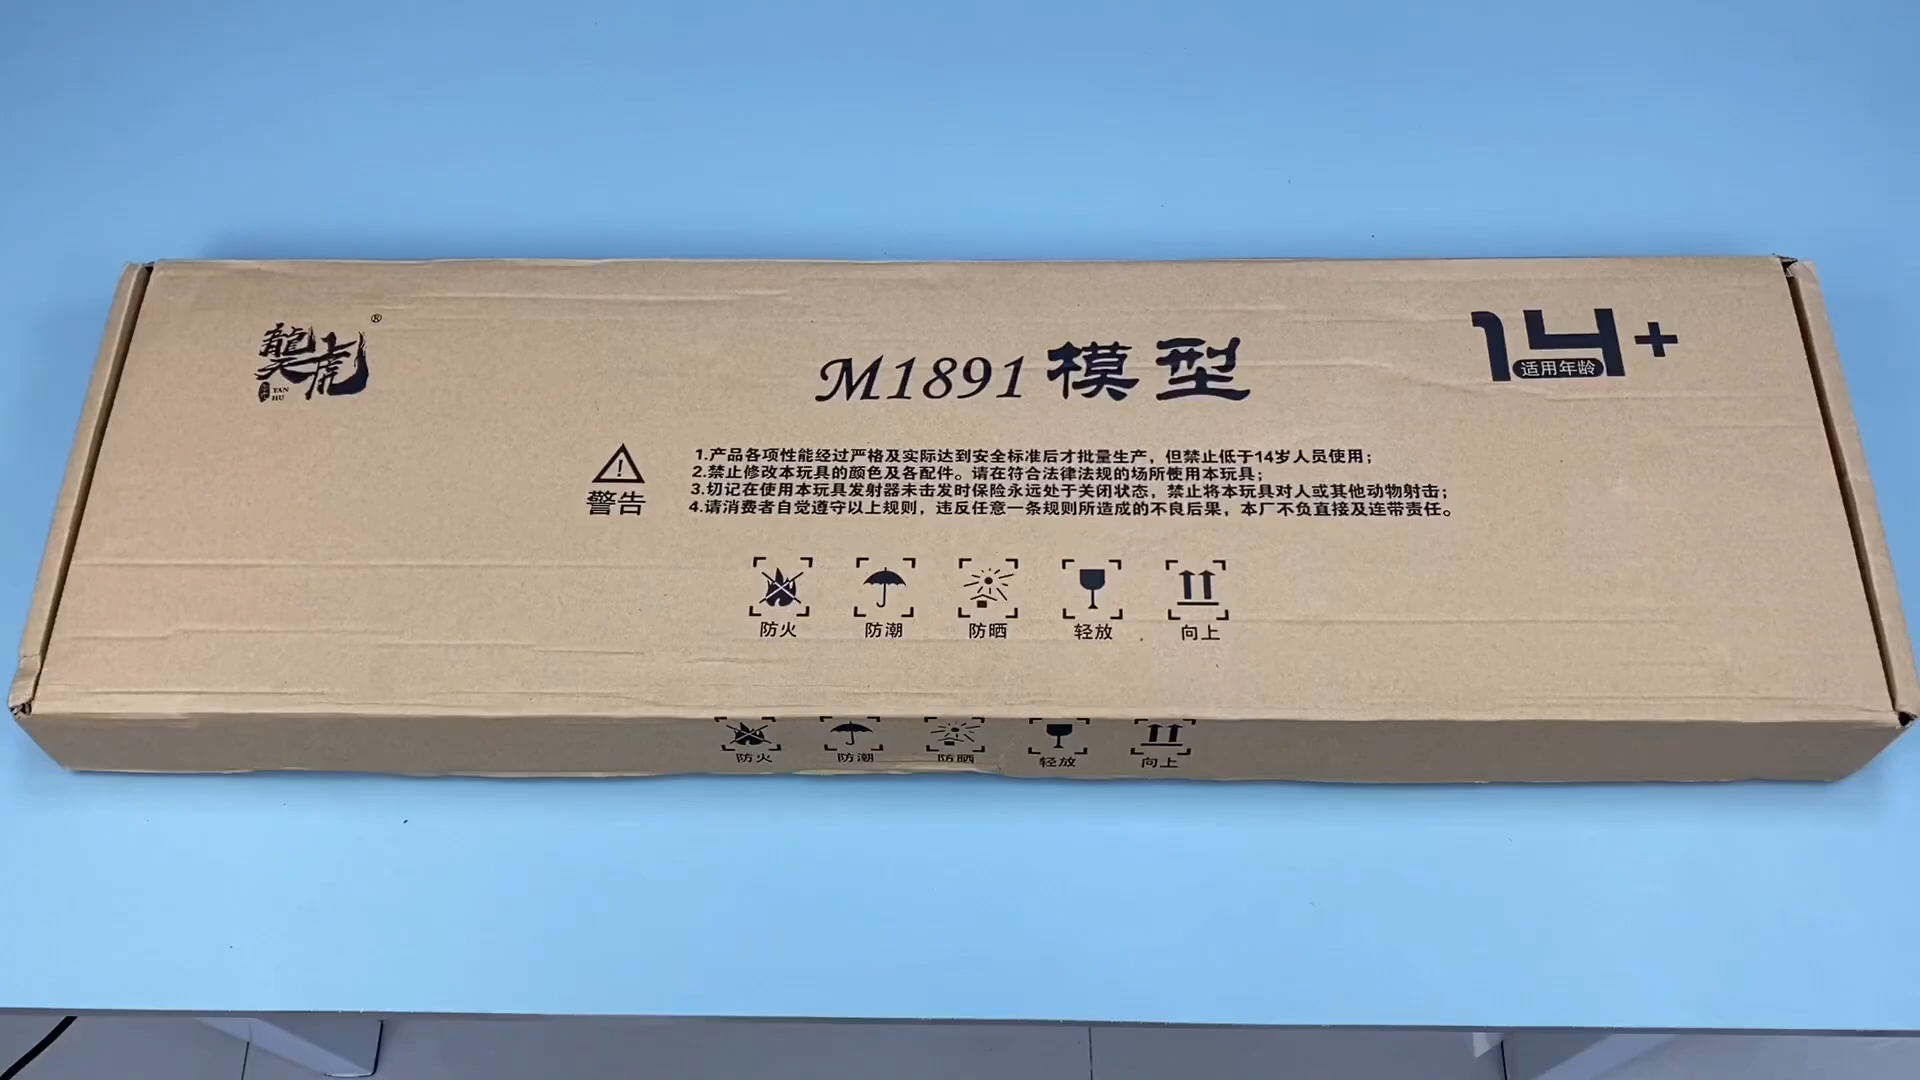 龑虎®
YAN
HU
M1891 模型
14+
适用年龄
警告
1.产品各项性能经过严格及实际达到安全标准后才批量生产，但禁止低于14岁人员使用；
2.禁止修改本玩具的颜色及各配件。请在符合法律法规的场所使用本玩具；
3.切记在使用本玩具发射器未击发时保险永远处于关闭状态，禁止将本玩具对人或其他动物射击；
4.请消费者自觉遵守以上规则，违反任意一条规则所造成的不良后果，本厂不负直接及连带责任。
防火 防潮 防晒 轻放 向上
防火 防潮 防晒 轻放 向上